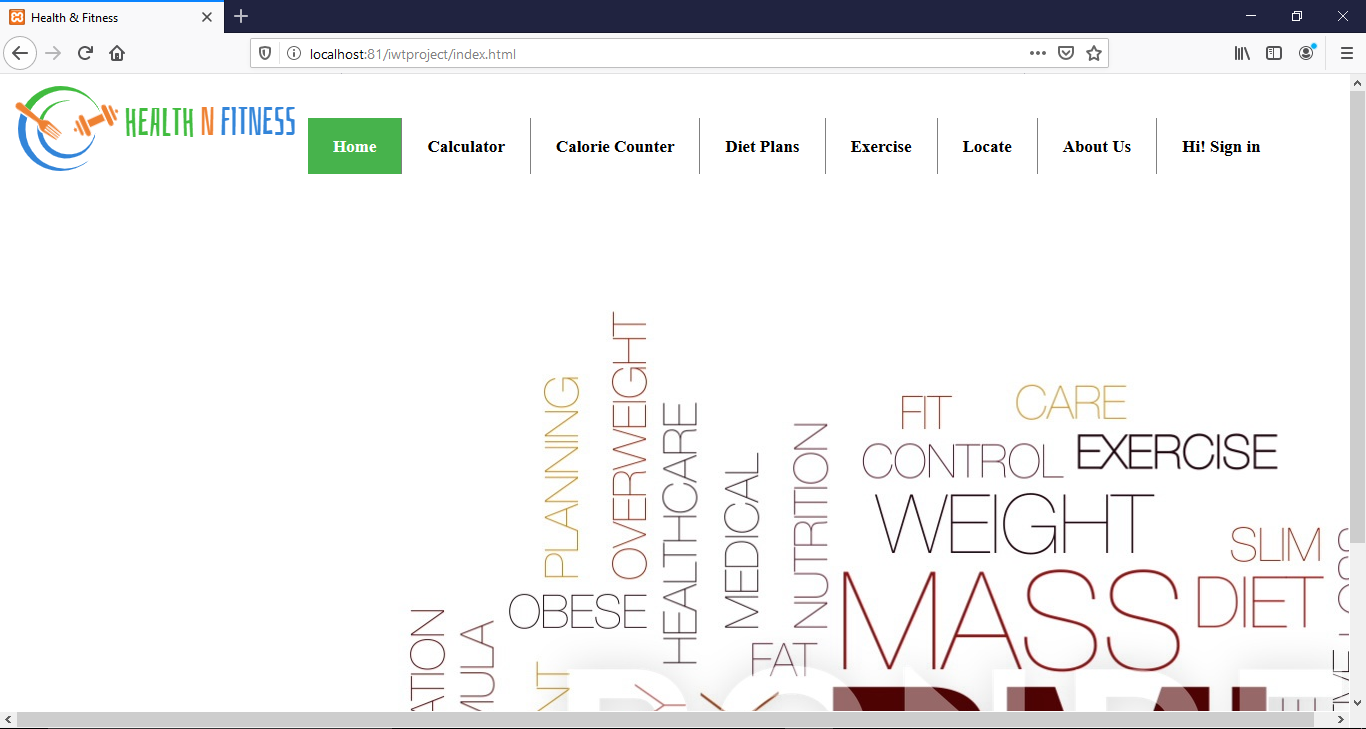 Health & Fitness
localhost:81/iwtproject/index.html
HEALTH N FITNESS
Home
Calculator
Calorie Counter
Diet Plans
Exercise
Locate
About Us
Hi! Sign in
PLANNING
OVERWEIGHT
HEALTHCARE
MEDICAL
NUTRITION
FIT
CARE
CONTROL
EXERCISE
WEIGHT
SLIM
MASS
DIET
OBESE
FAT
ATION
MULA
NT